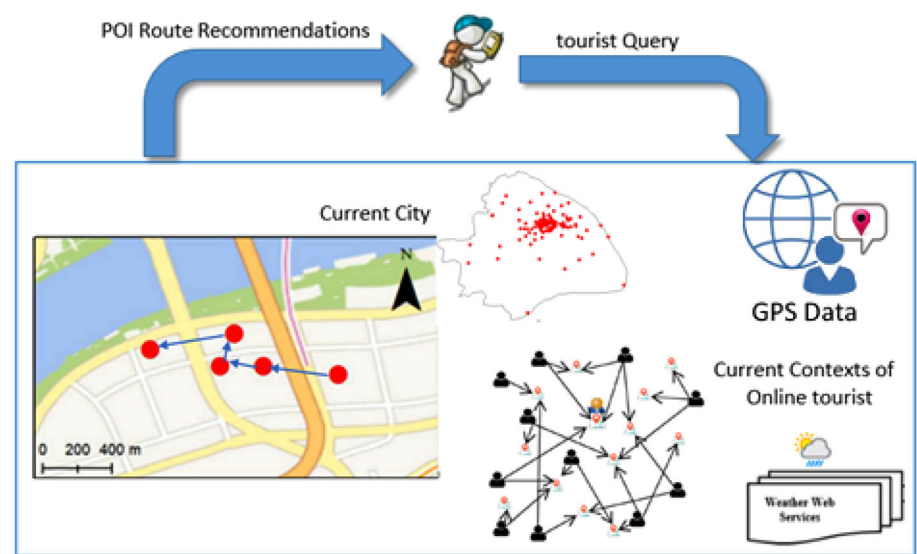 POI Route Recommendations
tourist Query
Current City
N
GPS Data
0 200 400 m
Current Contexts of
Online tourist
Weather Web
Services